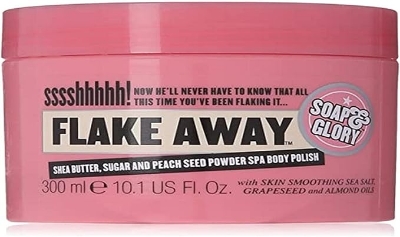 sssshhhhh! NOW HE'LL NEVER HAVE TO KNOW THAT ALL
THIS TIME YOU'VE BEEN FLAKING IT...
FLAKE AWAY™
SOAP &
GLORY
SHEA BUTTER, SUGAR AND PEACH SEED POWDER SPA BODY POLISH
300 ml e 10.1 US Fl. Oz.
with SKIN SMOOTHING SEA SALT,
GRAPESEED and ALMOND OILS